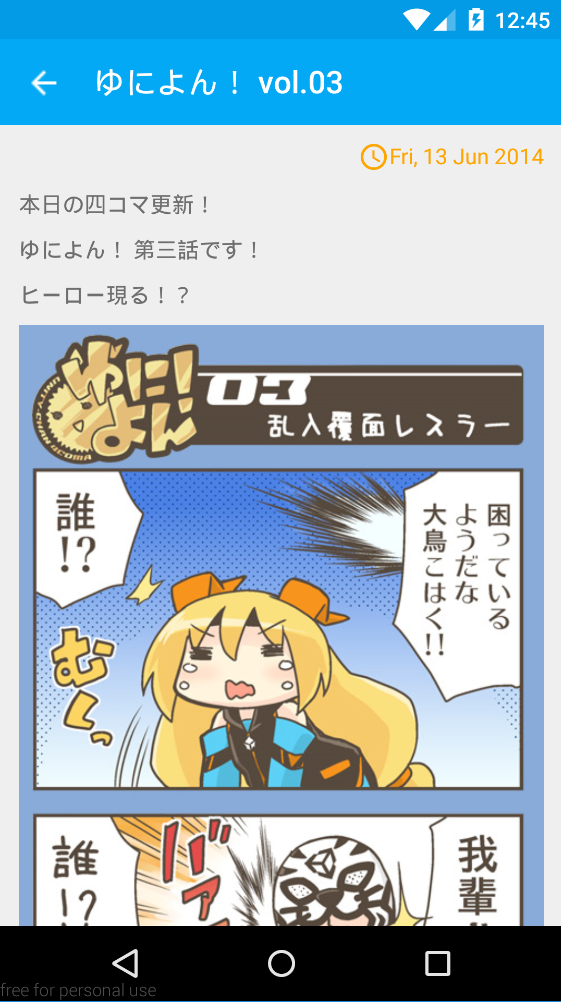 12:45
ゆによん！ vol.03
Fri, 13 Jun 2014
本日の四コマ更新！
ゆによん！ 第三話です！
ヒーロー現る！？
ゆに！
よん
03
乱入覆面レスラー
困っている
ようだな
大鳥こはく!!
誰
!?
むくっ
我輩
バァ
誰
!?
free for personal use